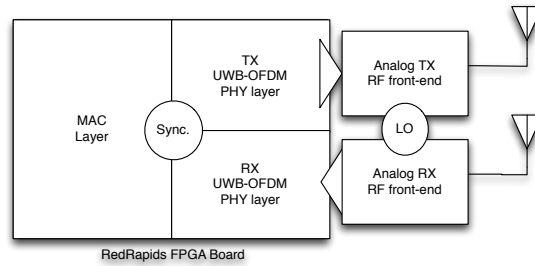 MAC
Layer
Sync.
TX
UWB-OFDM
PHY layer
RX
UWB-OFDM
PHY layer
Analog TX
RF front-end
LO
Analog RX
RF front-end
RedRapids FPGA Board